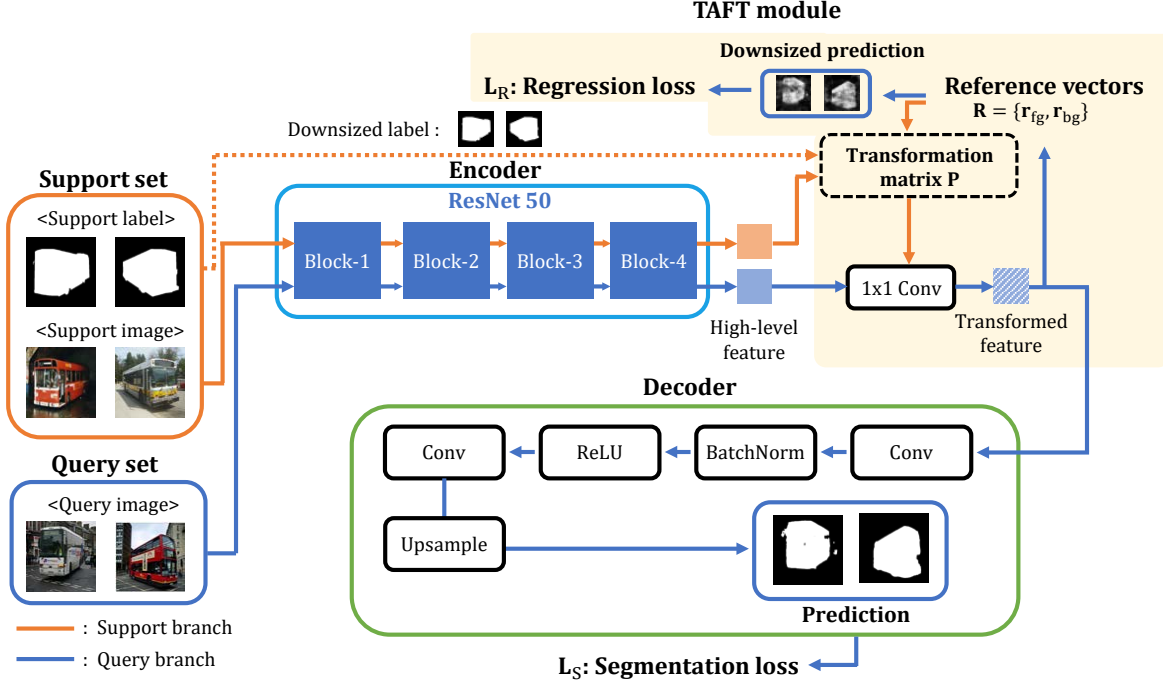 TAFT module
Downsized prediction
L_R: Regression loss
Reference vectors
R = {r_fg, r_bg}
Downsized label :
Transformation
matrix P
Support set
Encoder
<Support label>
ResNet 50
Block-1
Block-2
Block-3
Block-4
1x1 Conv
<Support image>
High-level
feature
Transformed
feature
Decoder
Conv
ReLU
BatchNorm
Conv
Query set
<Query image>
Upsample
Prediction
: Support branch
: Query branch
L_S: Segmentation loss